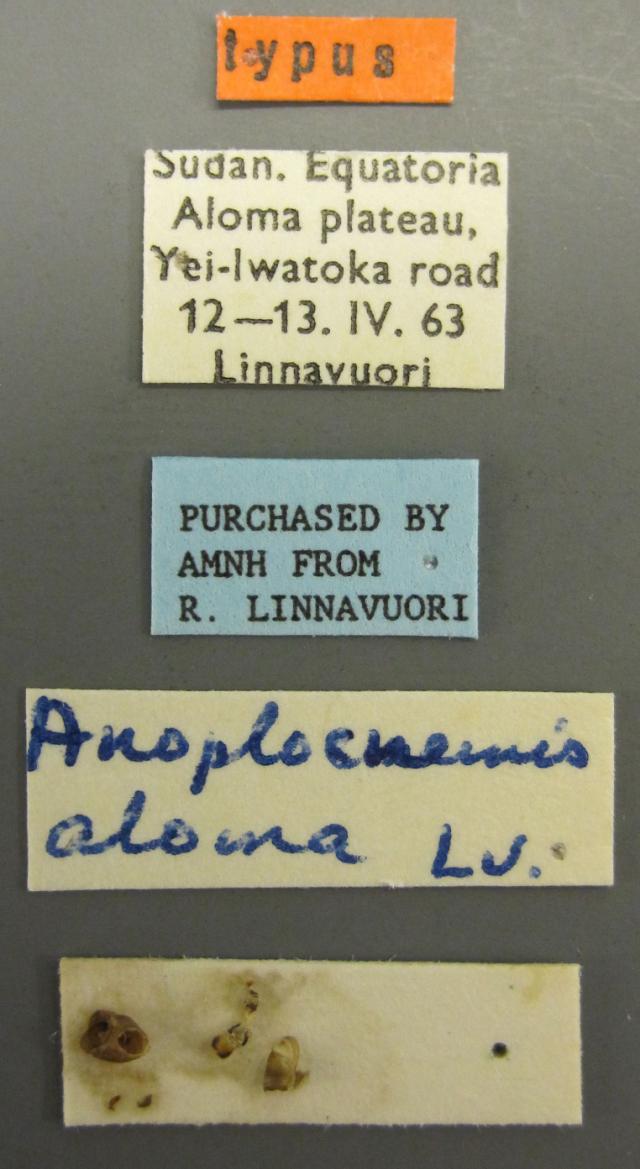 typus
Sudan. Equatoria
Aloma plateau,
Yei-Iwatoka road
12—13. IV. 63
Linnavuori
PURCHASED BY
AMNH FROM
R. LINNAVUORI
Anoplocnemis
aloma Lv.